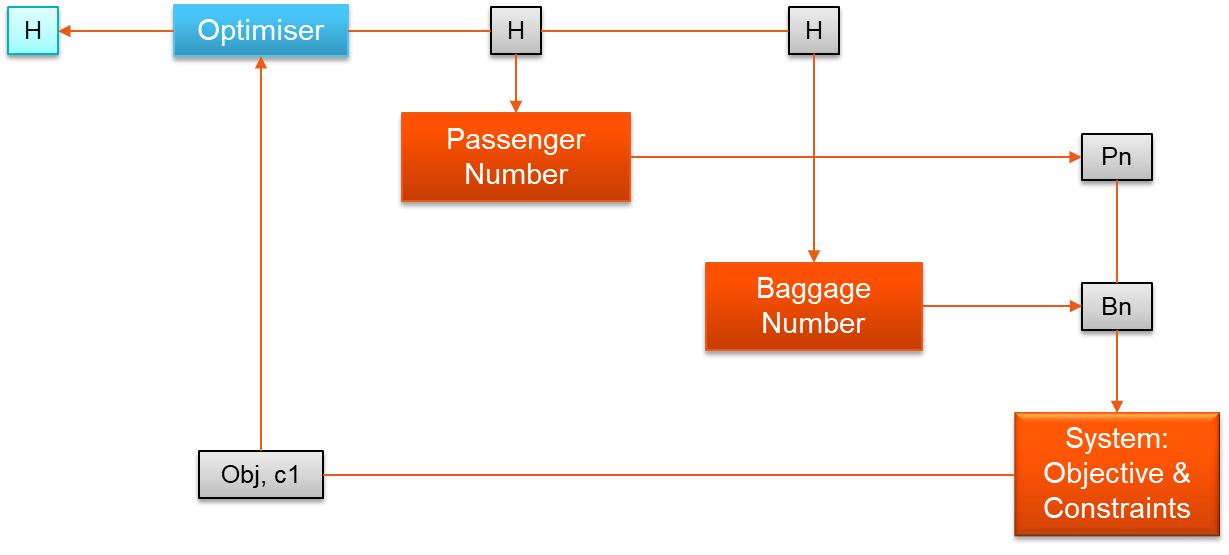 H
Optimiser
H
H
Passenger
Number
Pn
Baggage
Number
Bn
System:
Objective &
Constraints
Obj, c1